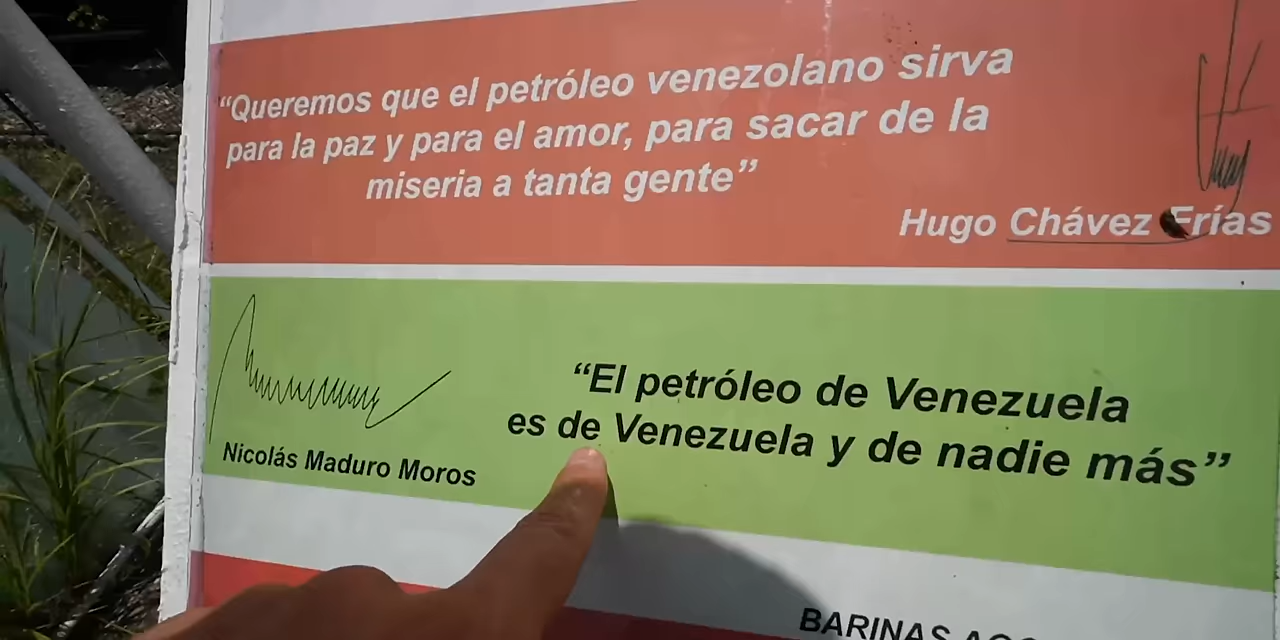 “Queremos que el petróleo venezolano sirva
para la paz y para el amor, para sacar de la
miseria a tanta gente”
Hugo Chávez Frías
“El petróleo de Venezuela
es de Venezuela y de nadie más”
Nicolás Maduro Moros
BARINAS